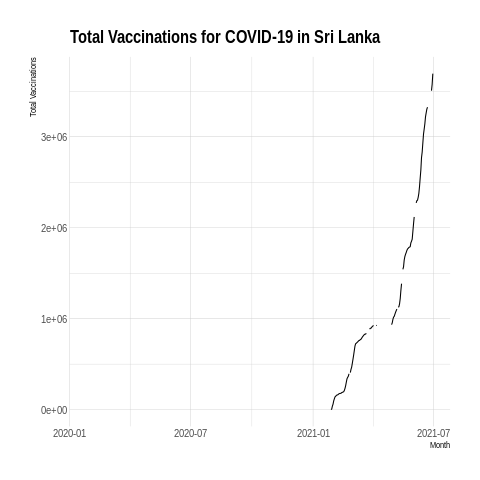 Total Vaccinations for COVID-19 in Sri Lanka
Total Vaccinations
3e+06
2e+06
1e+06
0e+00
2020-01 2020-07 2021-01 2021-07
Month